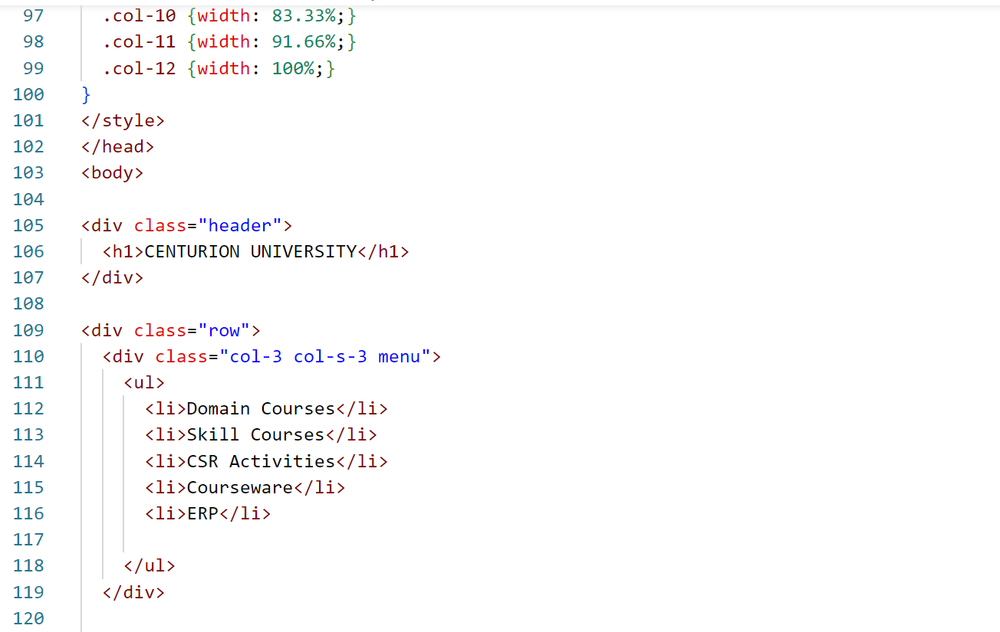 97 .col-10 {width: 83.33%;}
98 .col-11 {width: 91.66%;}
99 .col-12 {width: 100%;}
100 }
101 </style>
102 </head>
103 <body>
104
105 <div class="header">
106 <h1>CENTURION UNIVERSITY</h1>
107 </div>
108
109 <div class="row">
110 <div class="col-3 col-s-3 menu">
111 <ul>
112 <li>Domain Courses</li>
113 <li>Skill Courses</li>
114 <li>CSR Activities</li>
115 <li>Courseware</li>
116 <li>ERP</li>
117
118 </ul>
119 </div>
120